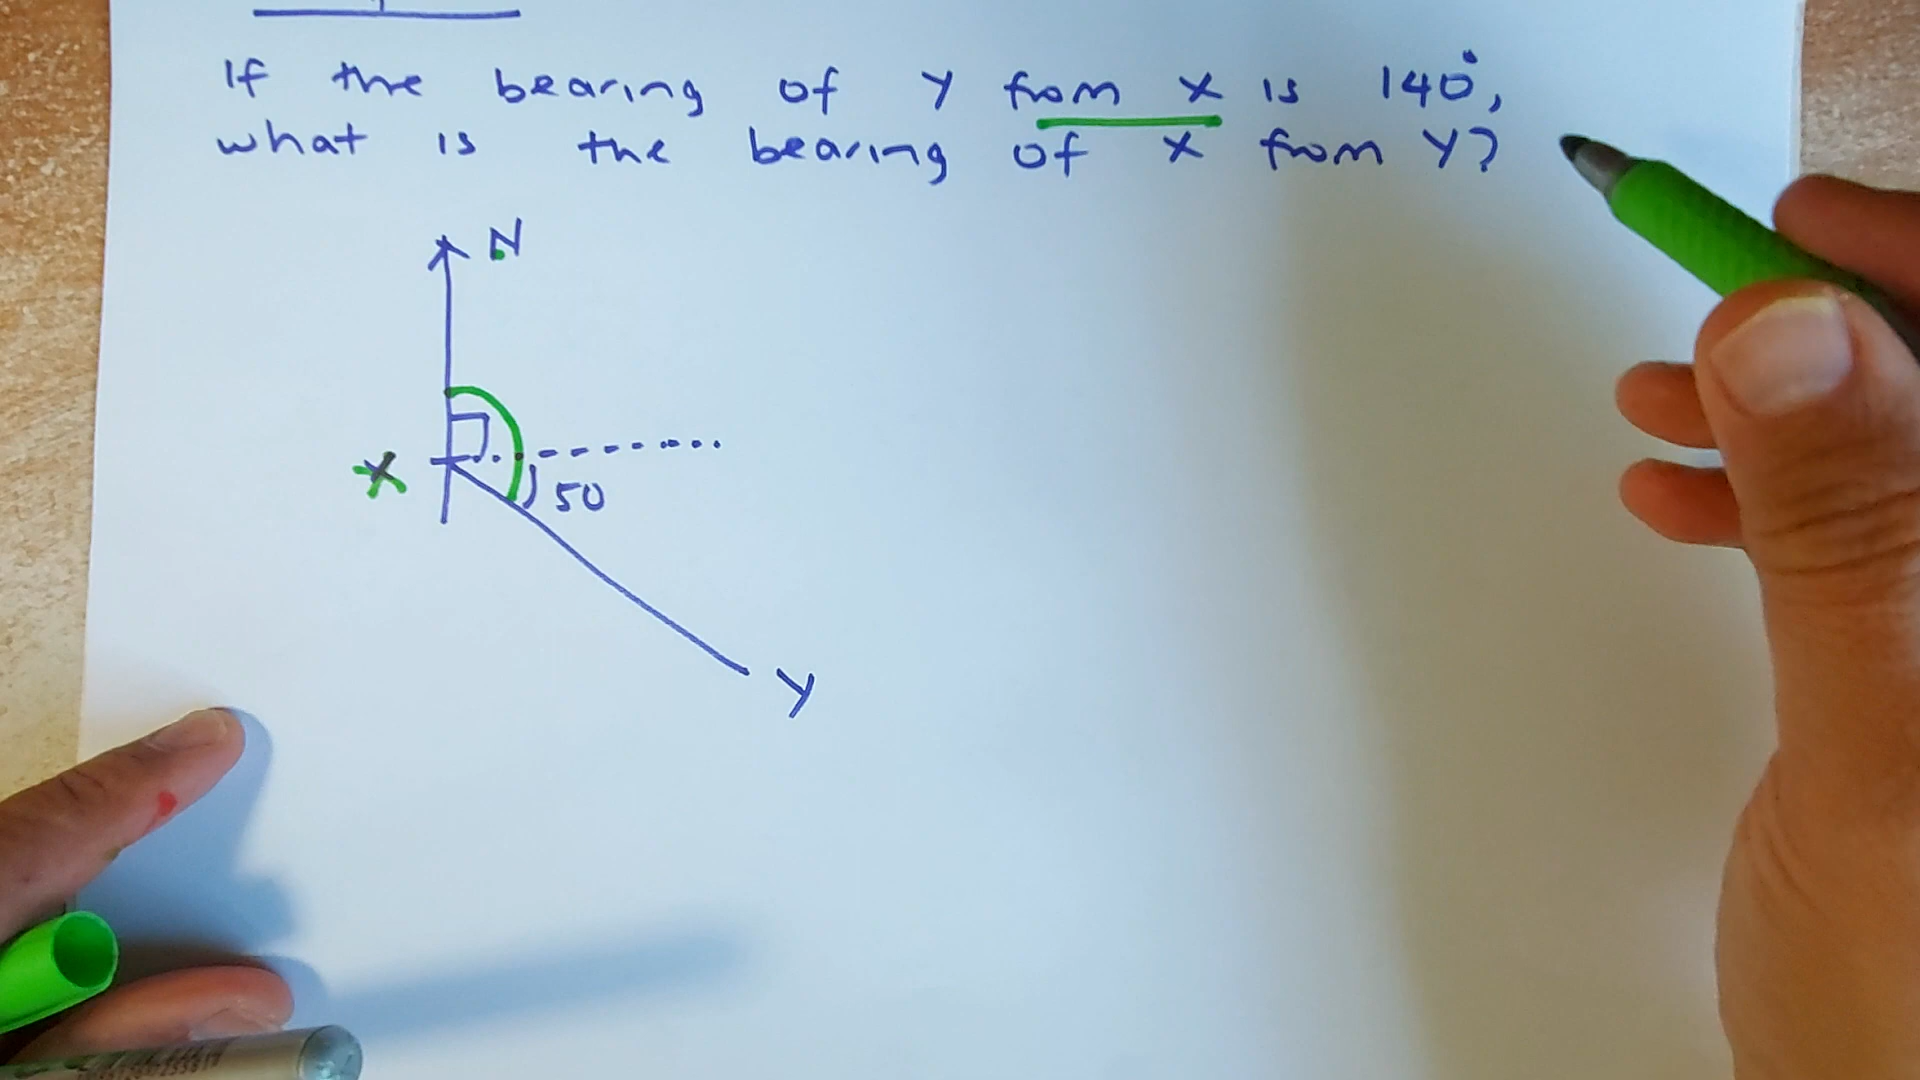 If the bearing of Y from X is 140°,
what is the bearing of X from Y?
N
X
50
Y